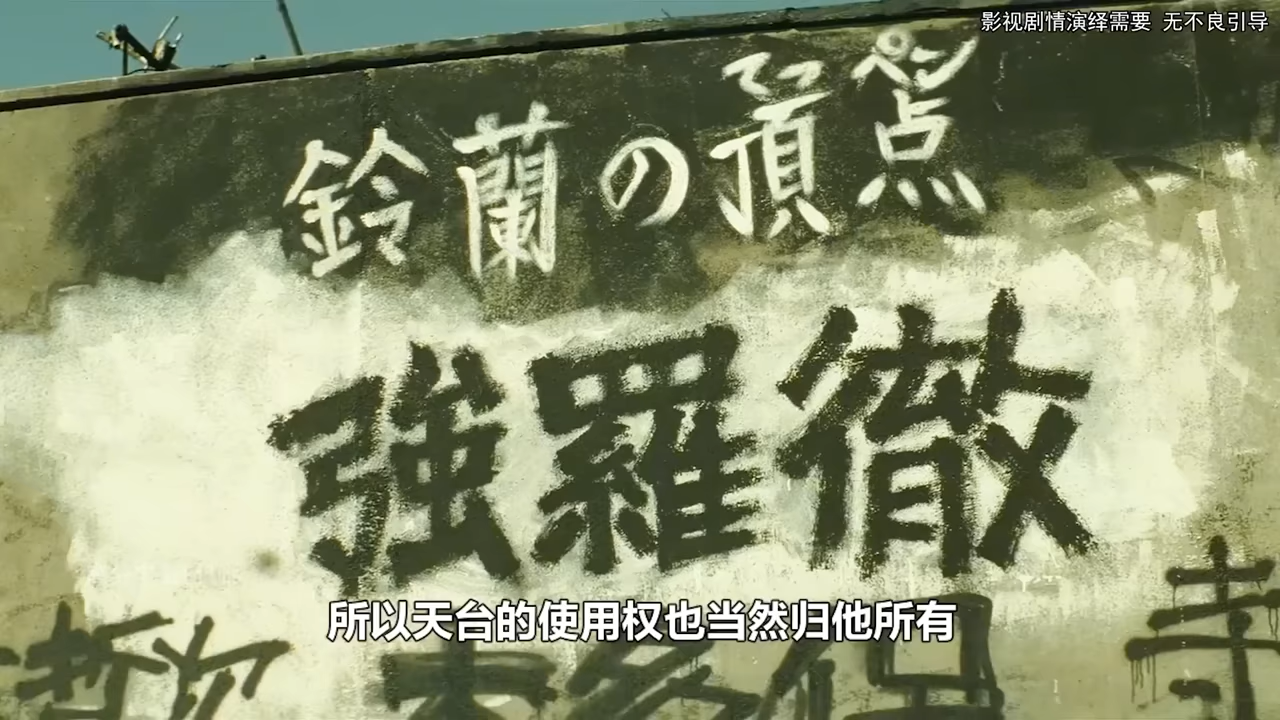 影视剧情演绎需要 无不良引导
てっペン
鈴蘭の頂点
強羅徹
所以天台的使用权也当然归他所有